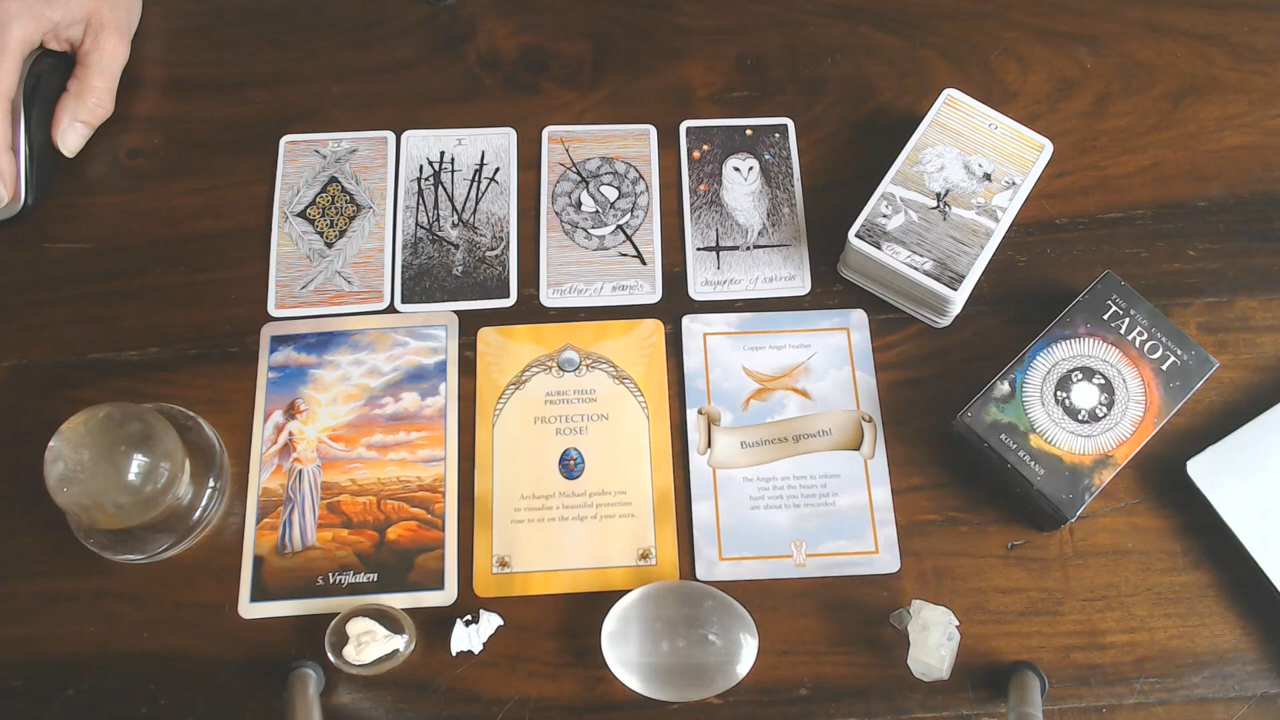 X
mother of wands
daughter of swords
0
the fool
THE WILD UNKNOWN
TAROT
KIM KRANS
5. Vrijlaten
AURIC FIELD
PROTECTION
PROTECTION
ROSE!
Archangel Michael guides you
to visualise a beautiful protection
rose to sit on the edge of your aura.
Copper Angel Feather
Business growth!
The Angels are here to inform
you that the hours of
hard work you have put in
are about to be rewarded.